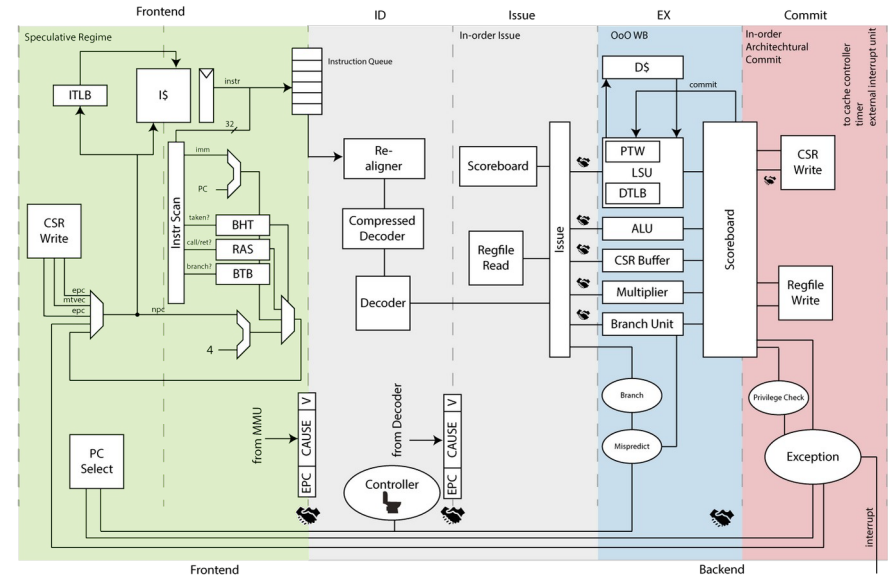 Frontend
ID
Issue
EX
Commit
Speculative Regime
In-order Issue
OoO WB
In-order
Architechtural
Commit
to cache controller
timer
external interrupt unit
ITLB
I$
instr
Instruction Queue
32
D$
commit
Instr Scan
imm
PC
taken?
BHT
call/ret?
RAS
branch?
BTB
Re-
aligner
Compressed
Decoder
Decoder
Scoreboard
Regfile
Read
Issue
PTW
LSU
DTLB
ALU
CSR Buffer
Multiplier
Branch Unit
Scoreboard
CSR
Write
Regfile
Write
CSR
Write
epc
mtvec
epc
npc
4
from MMU
EPC
CAUSE
V
from Decoder
EPC
CAUSE
V
Branch
Mispredict
Privilege Check
Exception
PC
Select
Controller
interrupt
Frontend
Backend